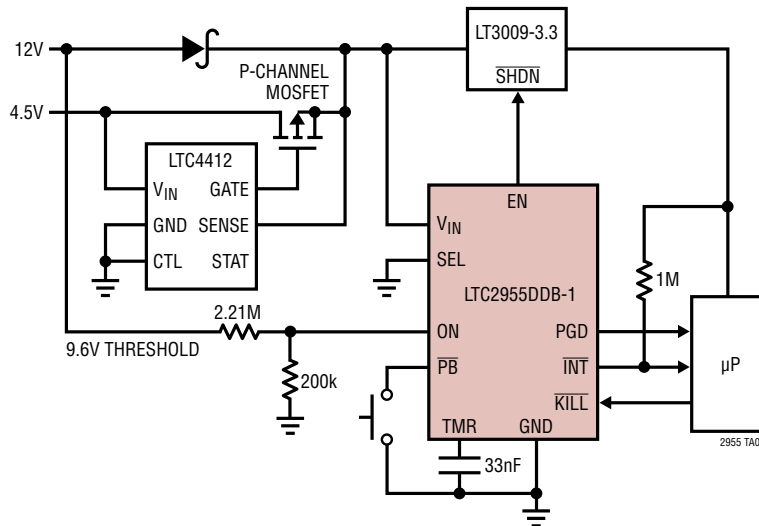 12V
LT3009-3.3
SHDN
P-CHANNEL
MOSFET
4.5V
LTC4412
VIN
GATE
GND
SENSE
CTL
STAT
EN
VIN
SEL
LTC2955DDB-1
1M
2.21M
ON
PGD
9.6V THRESHOLD
200k
PB
INT
µP
KILL
TMR
GND
33nF
2955 TA0